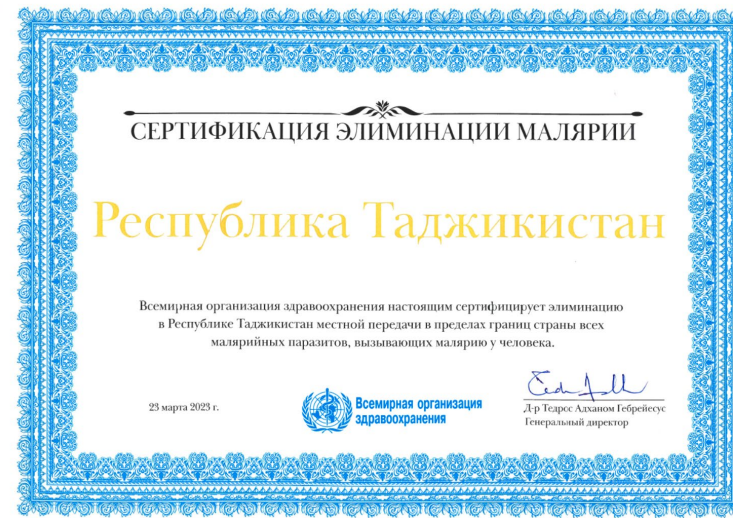 СЕРТИФИКАЦИЯ ЭЛИМИНАЦИИ МАЛЯРИИ
Республика Таджикистан
Всемирная организация здравоохранения настоящим сертифицирует элиминацию
в Республике Таджикистан местной передачи в пределах границ страны всех
малярийных паразитов, вызывающих малярию у человека.
23 марта 2023 г.
Всемирная организация
здравоохранения
Д-р Тедрос Адханом Гебрейесус
Генеральный директор